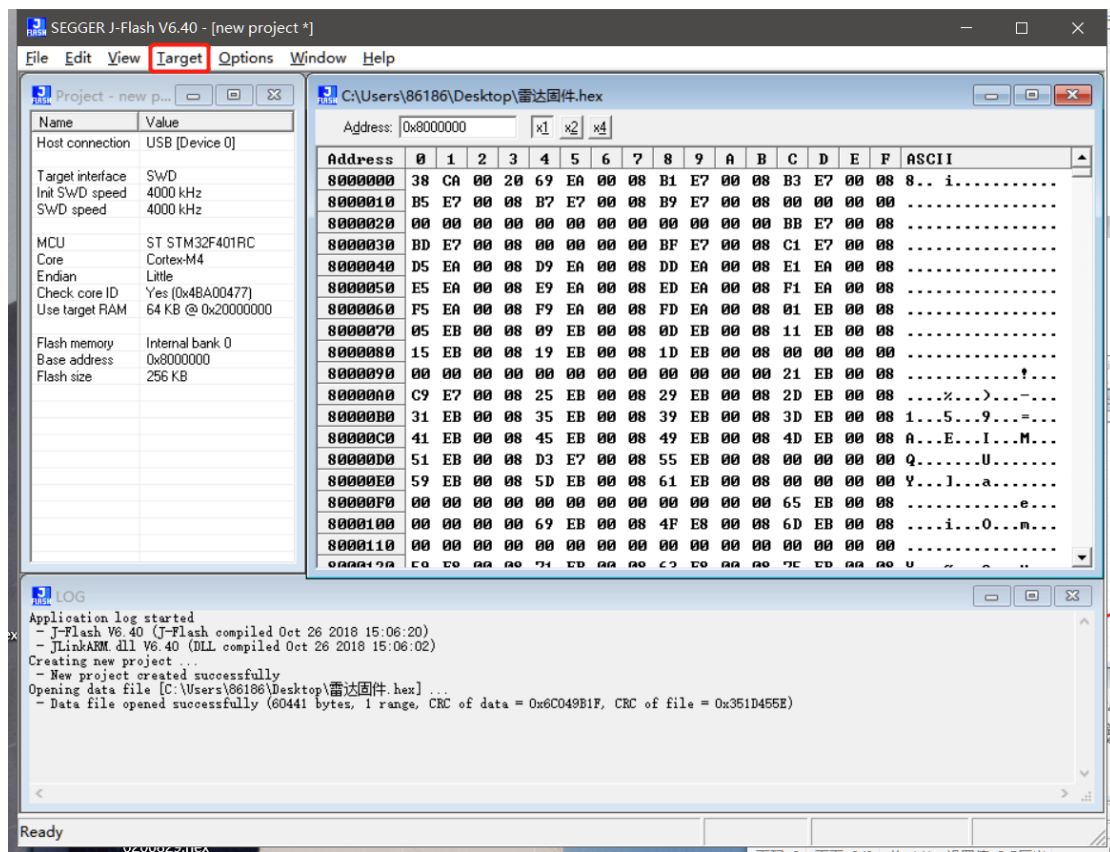 SEGGER J-Flash V6.40 - [new project *]
File Edit View Target Options Window Help
Project - new p...
Name Value
Host connection USB [Device 0]
Target interface SWD
Init SWD speed 4000 kHz
SWD speed 4000 kHz
MCU ST STM32F401RC
Core Cortex-M4
Endian Little
Check core ID Yes (0x4BA00477)
Use target RAM 64 KB @ 0x20000000
Flash memory Internal bank 0
Base address 0x8000000
Flash size 256 KB
C:\Users\86186\Desktop\雷达固件.hex
Address: 0x8000000 x1 x2 x4
Address 0 1 2 3 4 5 6 7 8 9 A B C D E F ASCII
8000000 38 CA 00 20 69 EA 00 08 B1 E7 00 08 B3 E7 00 08 8.. i...........
8000010 B5 E7 00 08 B7 E7 00 08 B9 E7 00 08 00 00 00 00 ................
8000020 00 00 00 00 00 00 00 00 00 00 00 00 BB E7 00 08 ................
8000030 BD E7 00 08 00 00 00 00 BF E7 00 08 C1 E7 00 08 ................
8000040 D5 EA 00 08 D9 EA 00 08 DD EA 00 08 E1 EA 00 08 ................
8000050 E5 EA 00 08 E9 EA 00 08 ED EA 00 08 F1 EA 00 08 ................
8000060 F5 EA 00 08 F9 EA 00 08 FD EA 00 08 01 EB 00 08 ................
8000070 05 EB 00 08 09 EB 00 08 0D EB 00 08 11 EB 00 08 ................
8000080 15 EB 00 08 19 EB 00 08 1D EB 00 08 00 00 00 00 ................
8000090 00 00 00 00 00 00 00 00 00 00 00 00 21 EB 00 08 ............!...
80000A0 C9 E7 00 08 25 EB 00 08 29 EB 00 08 2D EB 00 08 ....%...)...-...
80000B0 31 EB 00 08 35 EB 00 08 39 EB 00 08 3D EB 00 08 1...5...9...=...
80000C0 41 EB 00 08 45 EB 00 08 49 EB 00 08 4D EB 00 08 A...E...I...M...
80000D0 51 EB 00 08 D3 E7 00 08 55 EB 00 08 00 00 00 00 Q.......U.......
80000E0 59 EB 00 08 5D EB 00 08 61 EB 00 08 00 00 00 00 Y...]...a.......
80000F0 00 00 00 00 00 00 00 00 00 00 00 00 65 EB 00 08 ............e...
8000100 00 00 00 00 69 EB 00 08 4F E8 00 08 6D EB 00 08 ....i...O...m...
8000110 00 00 00 00 00 00 00 00 00 00 00 00 00 00 00 00 ................
LOG
Application log started
- J-Flash V6.40 (J-Flash compiled Oct 26 2018 15:06:20)
- JLinkARM.dll V6.40 (DLL compiled Oct 26 2018 15:06:02)
Creating new project ...
- New project created successfully
Opening data file [C:\Users\86186\Desktop\雷达固件.hex] ...
- Data file opened successfully (60441 bytes, 1 range, CRC of data = 0x6C049B1F, CRC of file = 0x351D455E)
Ready